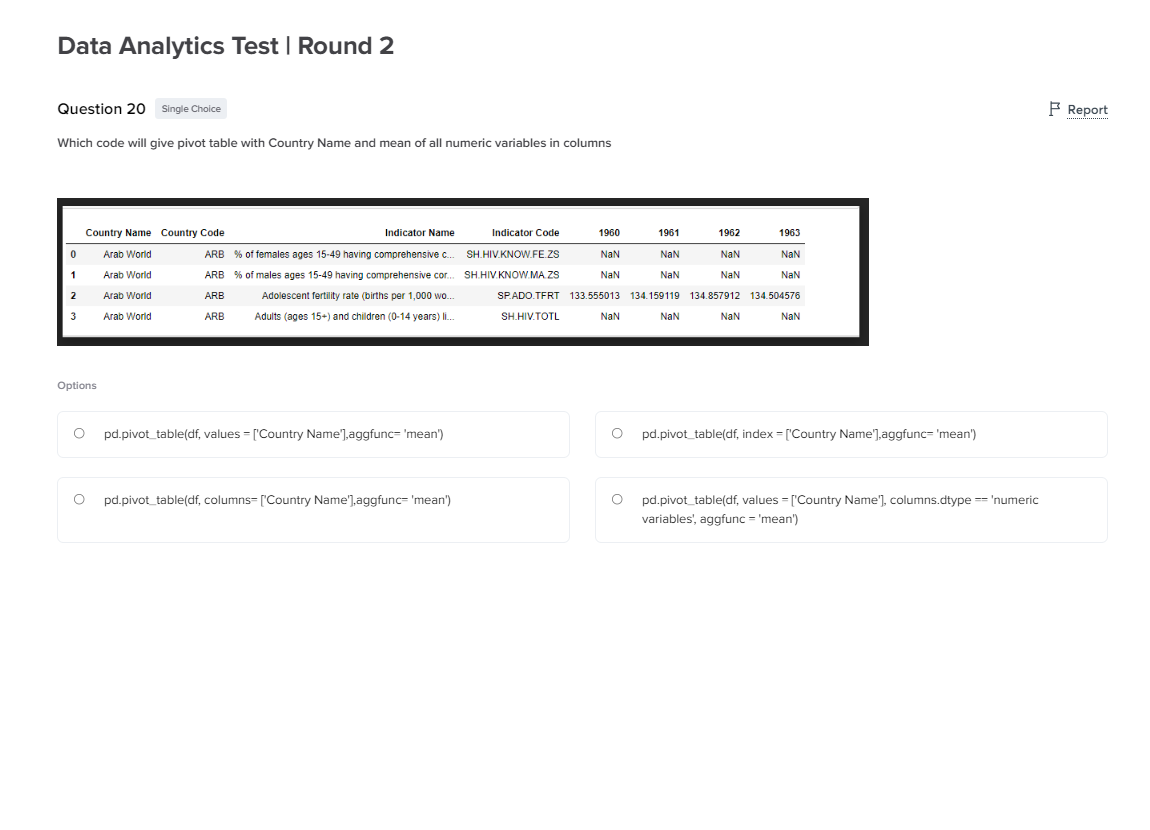 Data Analytics Test | Round 2
Question 20 Single Choice Report
Which code will give pivot table with Country Name and mean of all numeric variables in columns
Country Name Country Code Indicator Name Indicator Code 1960 1961 1962 1963
0 Arab World ARB % of females ages 15-49 having comprehensive c... SH.HIV.KNOW.FE.ZS NaN NaN NaN NaN
1 Arab World ARB % of males ages 15-49 having comprehensive cor... SH.HIV.KNOW.MA.ZS NaN NaN NaN NaN
2 Arab World ARB Adolescent fertility rate (births per 1,000 wo... SP.ADO.TFRT 133.555013 134.159119 134.857912 134.504576
3 Arab World ARB Adults (ages 15+) and children (0-14 years) li... SH.HIV.TOTL NaN NaN NaN NaN
Options
pd.pivot_table(df, values = ['Country Name'],aggfunc= 'mean')
pd.pivot_table(df, index = ['Country Name'],aggfunc= 'mean')
pd.pivot_table(df, columns= ['Country Name'],aggfunc= 'mean')
pd.pivot_table(df, values = ['Country Name'], columns.dtype == 'numeric
variables', aggfunc = 'mean')